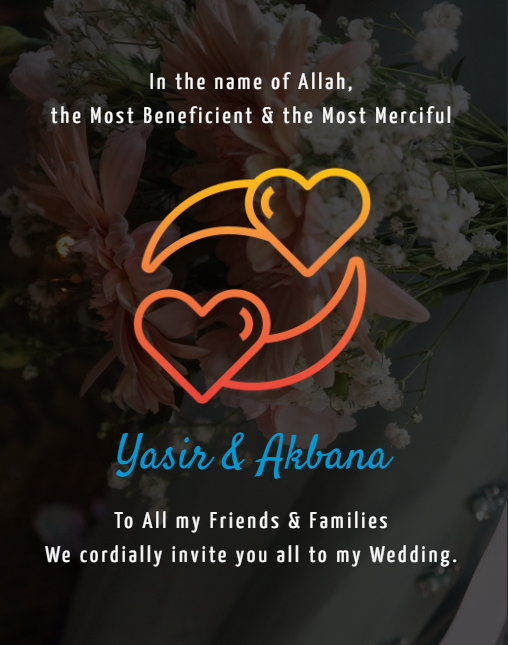 In the name of Allah,
the Most Beneficient & the Most Merciful
Yasir & Akbana
To All my Friends & Families
We cordially invite you all to my Wedding.